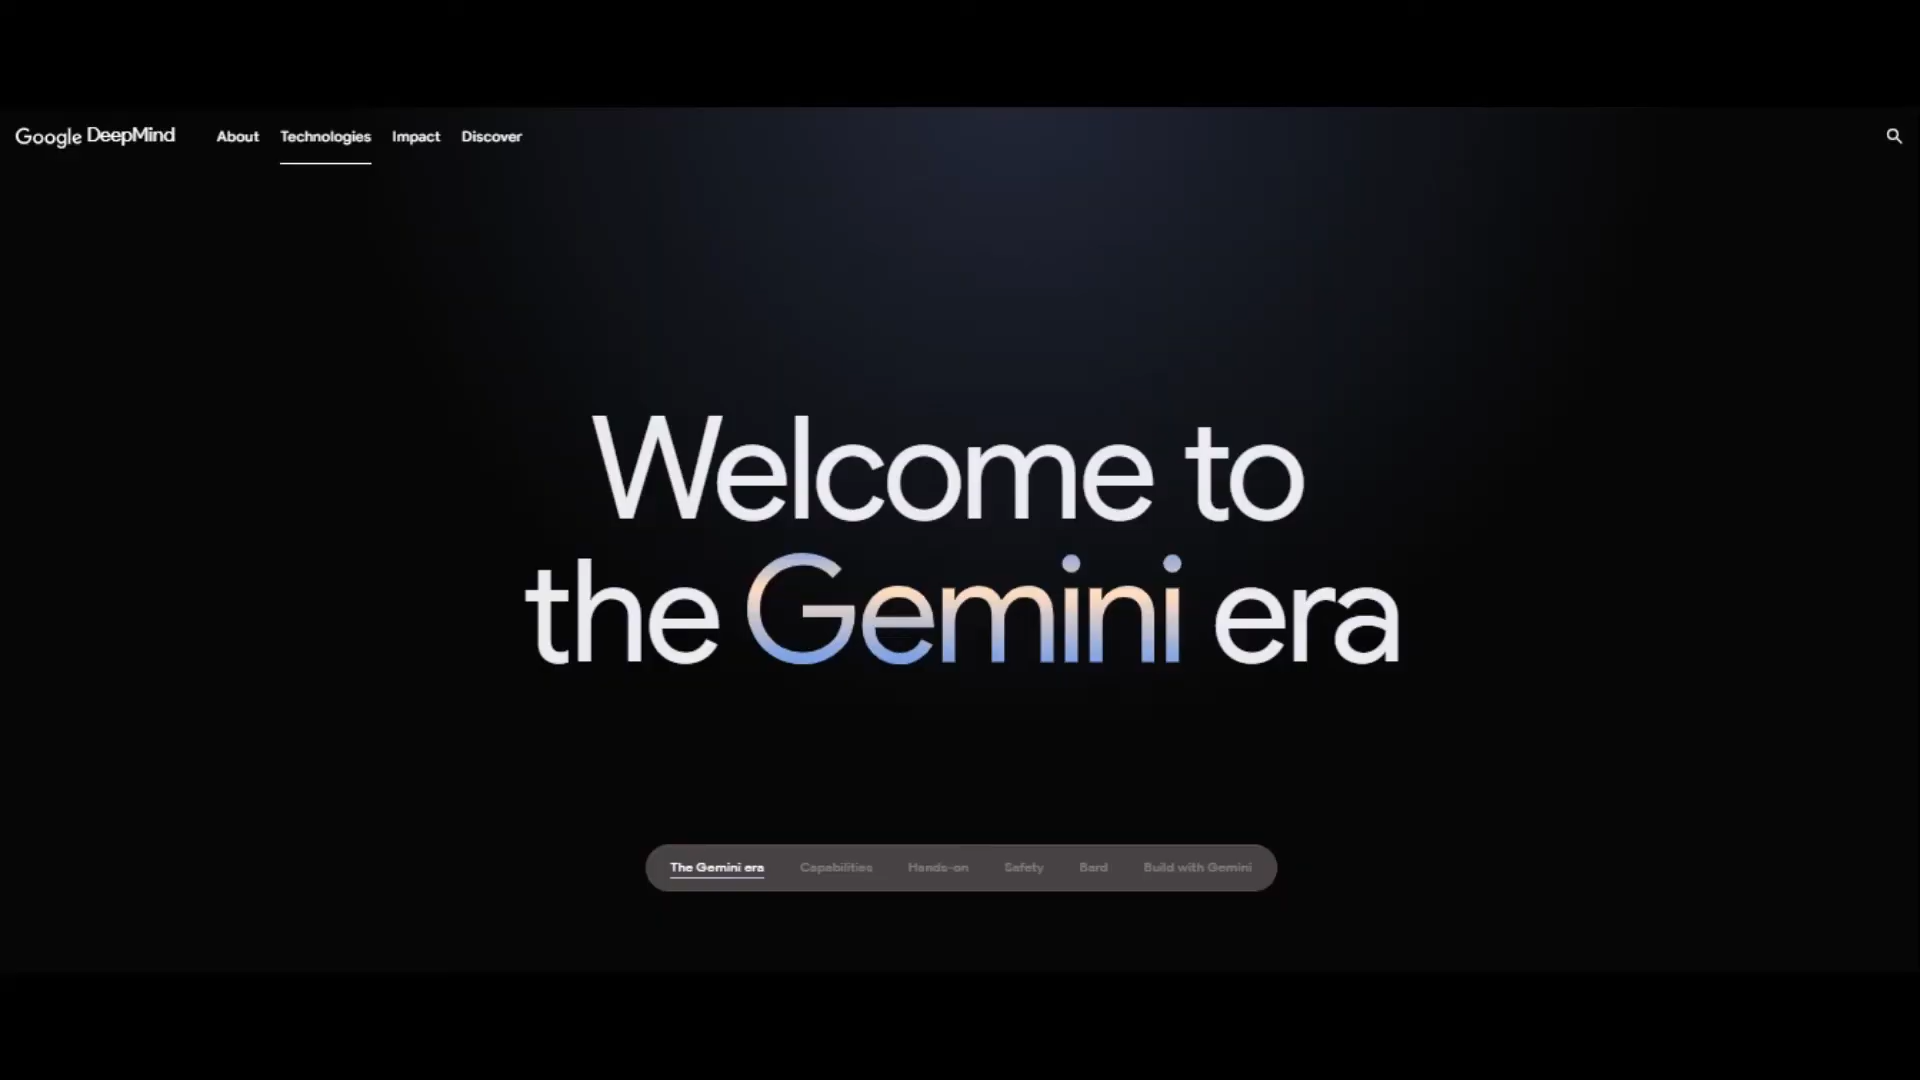 Google DeepMind About Technologies Impact Discover
Welcome to
the Gemini era
The Gemini era Capabilities Hands-on Safety Bard Build with Gemini